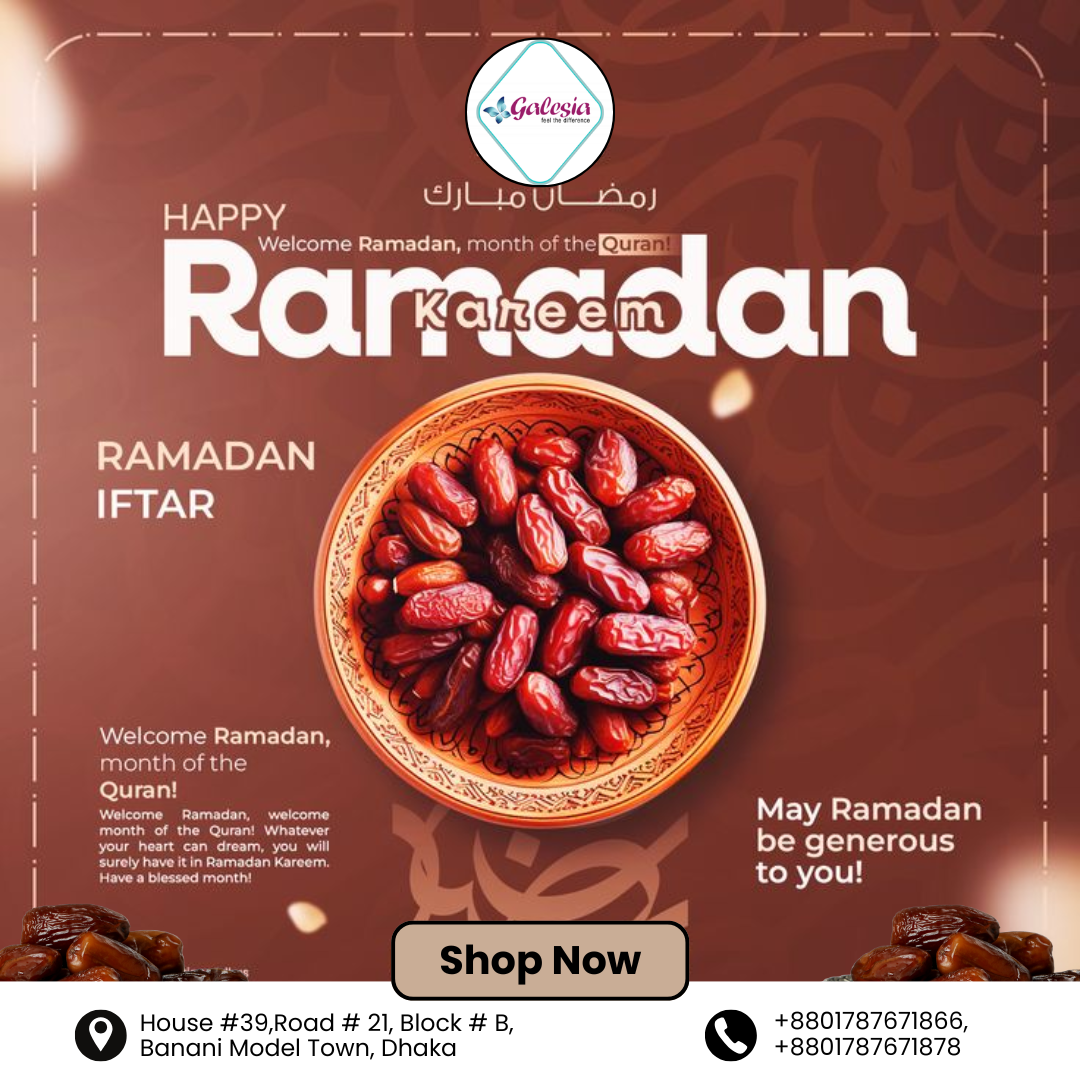 Galesia
feel the difference
رمضان مبارك
HAPPY
Welcome Ramadan, month of the Quran!
Ramadan
Kareem
RAMADAN
IFTAR
Welcome Ramadan,
month of the
Quran!
Welcome Ramadan, welcome
month of the Quran! Whatever
your heart can dream, you will
surely have it in Ramadan Kareem.
Have a blessed month!
May Ramadan
be generous
to you!
Shop Now
House #39,Road # 21, Block # B,
Banani Model Town, Dhaka
+8801787671866,
+8801787671878